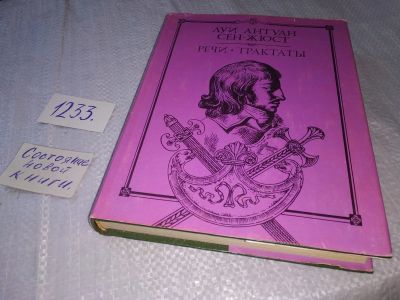 ЛУИ АНТУАН
СЕН-ЖЮСТ
РЕЧИ • ТРАКТАТЫ
1233.
Состояние
новой
книги.